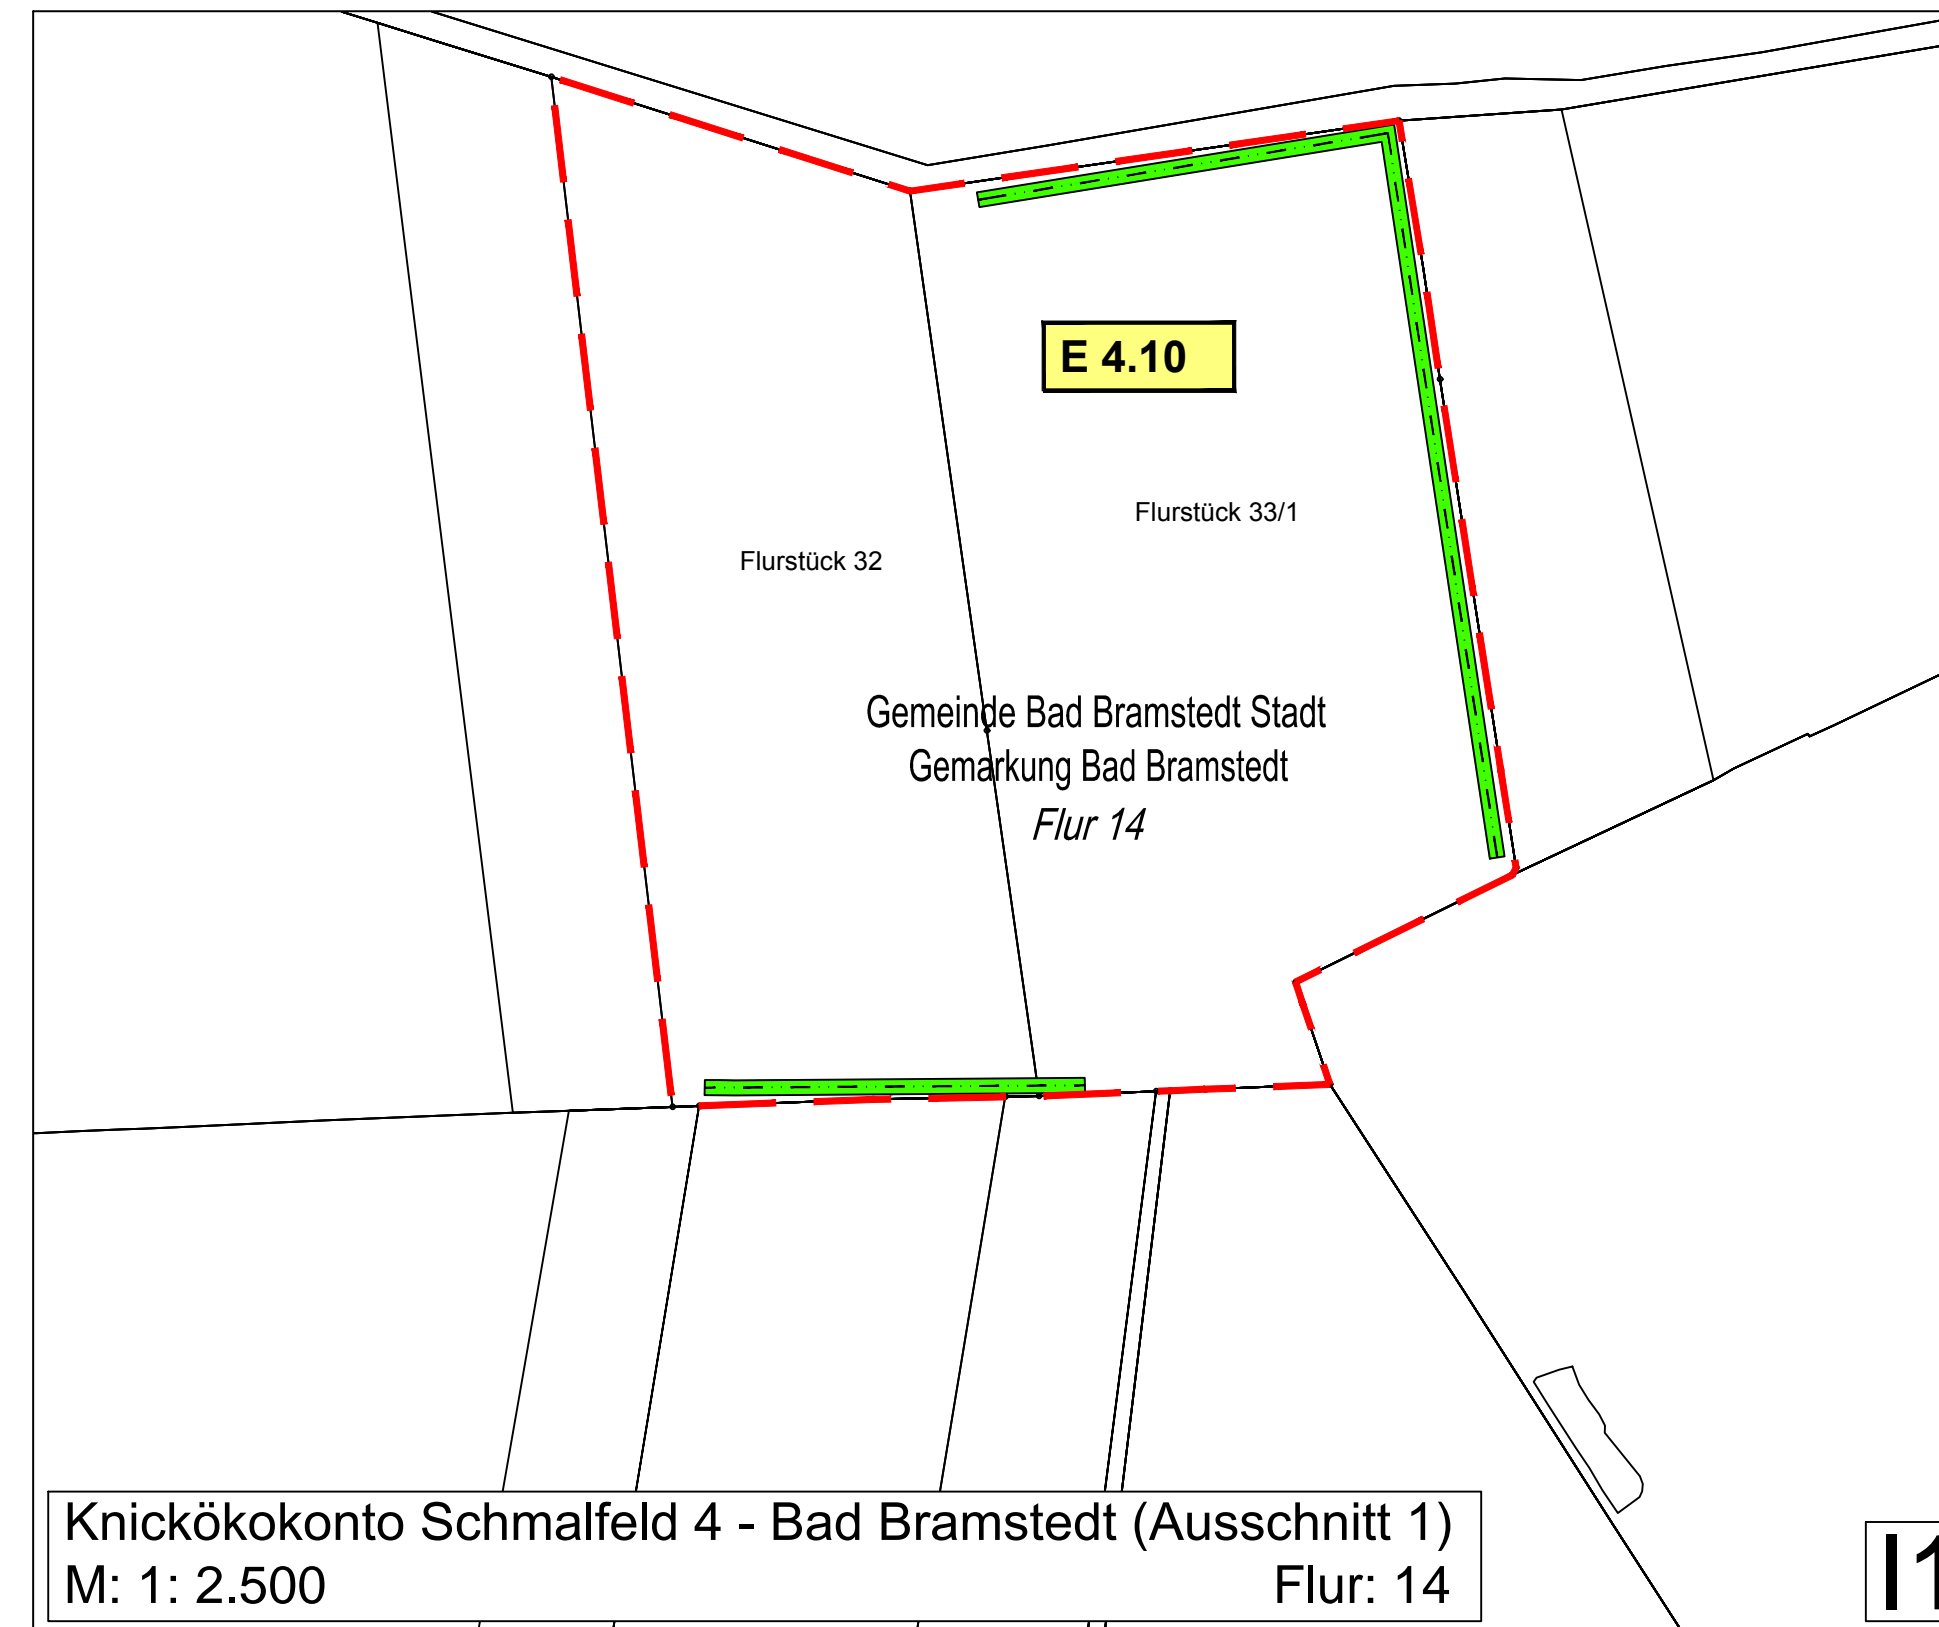 E 4.10
Flurstück 33/1
Flurstück 32
Gemeinde Bad Bramstedt Stadt
Gemarkung Bad Bramstedt
Flur 14
Knickökokonto Schmalfeld 4 - Bad Bramstedt (Ausschnitt 1)
M: 1: 2.500 Flur: 14